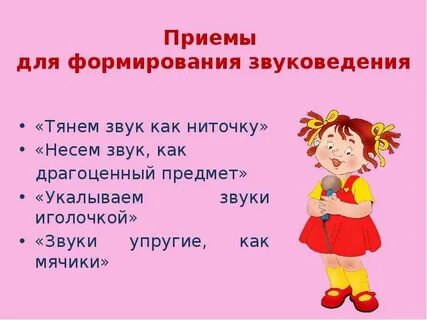 Приемы
для формирования звуковедения
• «Тянем звук как ниточку»
• «Несем звук, как
драгоценный предмет»
• «Укалываем звуки
иголочкой»
• «Звуки упругие, как
мячики»